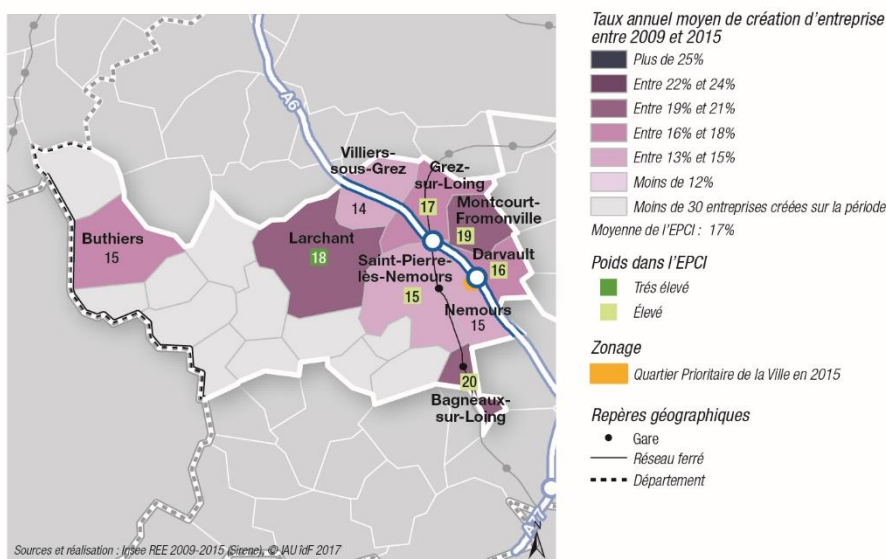 A6
Villiers-
sous-Grez
14
Grez-
sur-Loing
17
Montcourt-
Fromonville
19
Buthiers
15
Larchant
18
Darvault
16
Saint-Pierre-
lès-Nemours
15
Nemours
15
20
Bagneaux-
sur-Loing
A77
N
Sources et réalisation : Insee REE 2009-2015 (Sirene), © IAU îdF 2017
Taux annuel moyen de création d'entreprise
entre 2009 et 2015
Plus de 25%
Entre 22% et 24%
Entre 19% et 21%
Entre 16% et 18%
Entre 13% et 15%
Moins de 12%
Moins de 30 entreprises créées sur la période
Moyenne de l'EPCI : 17%
Poids dans l'EPCI
Trés élevé
Élevé
Zonage
Quartier Prioritaire de la Ville en 2015
Repères géographiques
Gare
Réseau ferré
Département